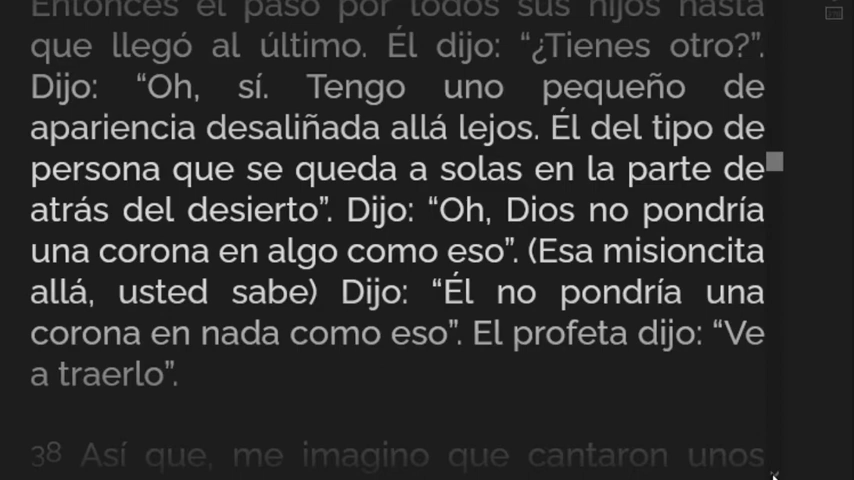 Entonces él pasó por todos sus hijos hasta
que llegó al último. Él dijo: “¿Tienes otro?”.
Dijo: “Oh, sí. Tengo uno pequeño de
apariencia desaliñada allá lejos. Él del tipo de
persona que se queda a solas en la parte de
atrás del desierto”. Dijo: “Oh, Dios no pondría
una corona en algo como eso”. (Esa misioncita
allá, usted sabe) Dijo: “Él no pondría una
corona en nada como eso”. El profeta dijo: “Ve
a traerlo”.
38 Así que, me imagino que cantaron unos